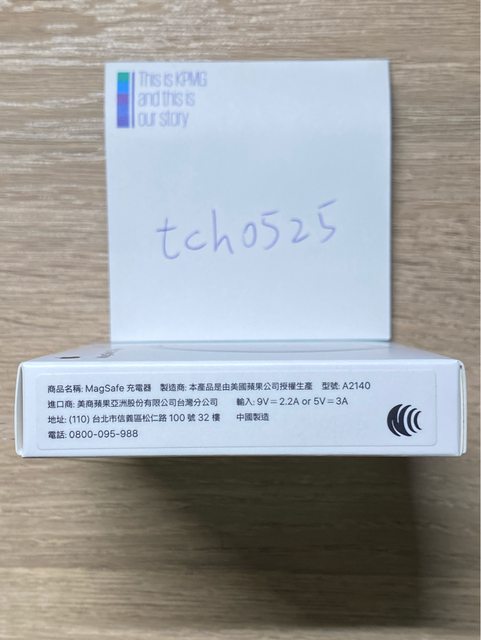 This is KPMG
and this is
our story
tch0525
商品名稱: MagSafe 充電器 製造商: 本產品是由美國蘋果公司授權生產 型號: A2140
進口商: 美商蘋果亞洲股份有限公司台灣分公司 輸入: 9V⎓2.2A or 5V⎓3A
地址: (110) 台北市信義區松仁路 100 號 32 樓 中國製造
電話: 0800-095-988